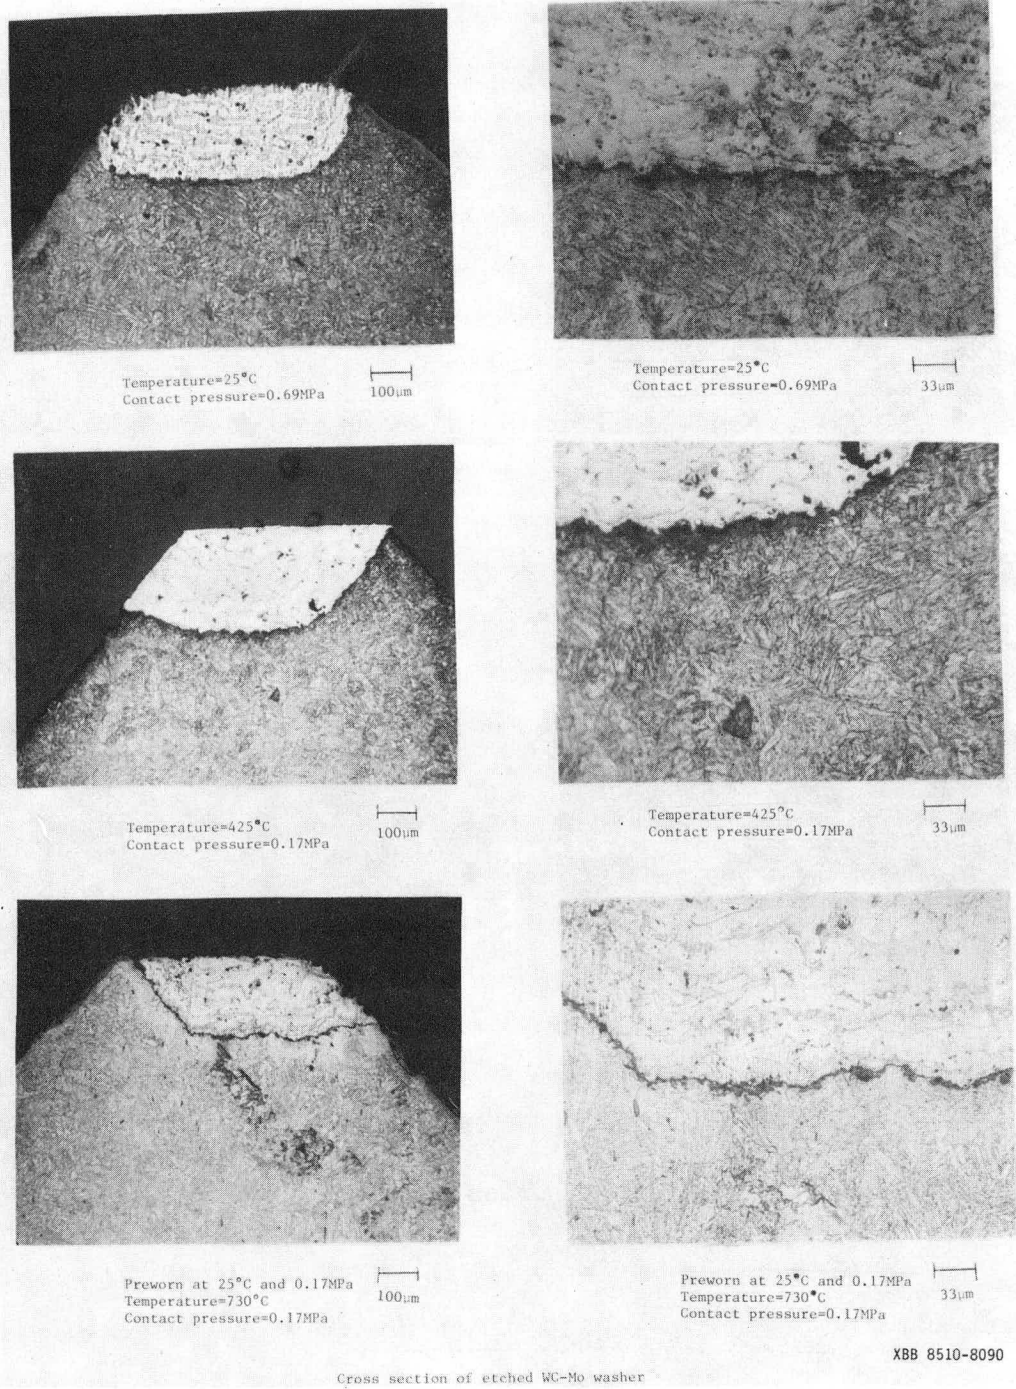 Temperature=25°C
Contact pressure=0.69MPa
100μm
Temperature=25°C
Contact pressure=0.69MPa
33μm
Temperature=425°C
Contact pressure=0.17MPa
100μm
Temperature=425°C
Contact pressure=0.17MPa
33μm
Preworn at 25°C and 0.17MPa
Temperature=730°C
Contact pressure=0.17MPa
100μm
Preworn at 25°C and 0.17MPa
Temperature=730°C
Contact pressure=0.17MPa
33μm
XBB 8510-8090
Cross section of etched WC-Mo washer